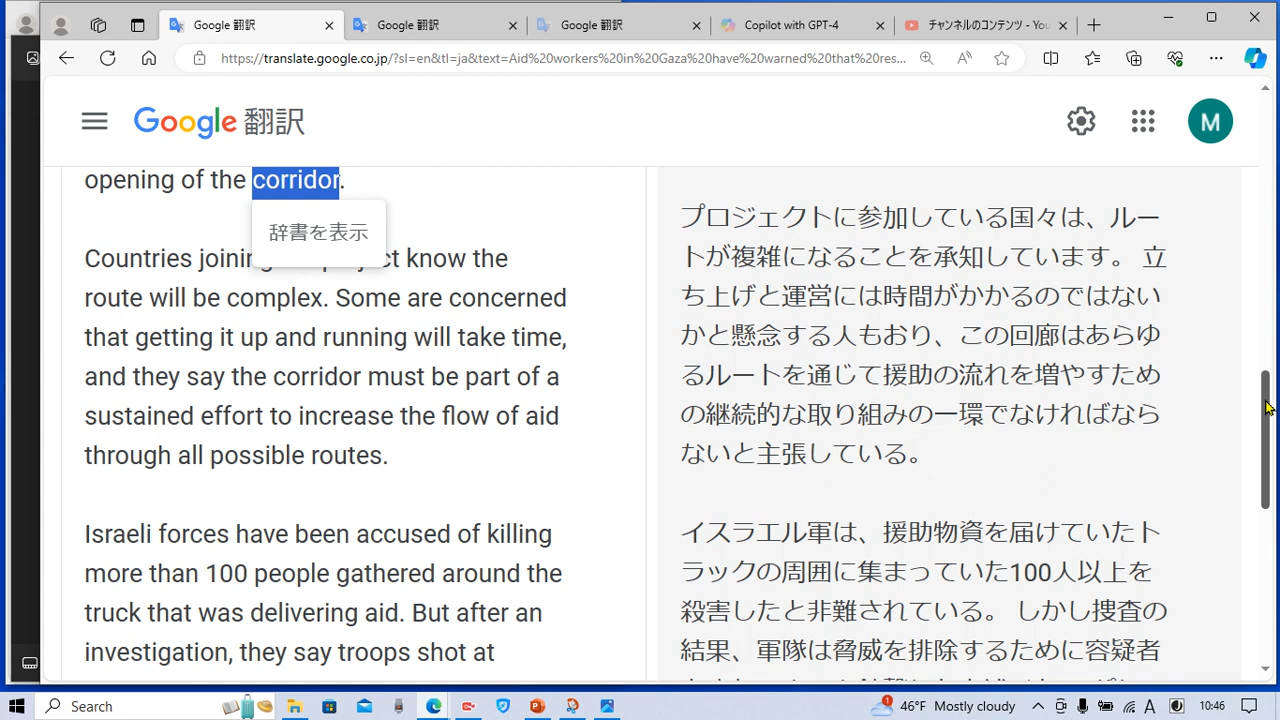 Google 翻訳
Google 翻訳
Google 翻訳
Copilot with GPT-4
チャンネルのコンテンツ - You
https://translate.google.co.jp/?sl=en&tl=ja&text=Aid%20workers%20in%20Gaza%20have%20warned%20that%20res...
Google 翻訳
M
opening of the corridor.
辞書を表示
Countries joining
ct know the
route will be complex. Some are concerned
that getting it up and running will take time,
and they say the corridor must be part of a
sustained effort to increase the flow of aid
through all possible routes.
Israeli forces have been accused of killing
more than 100 people gathered around the
truck that was delivering aid. But after an
investigation, they say troops shot at
プロジェクトに参加している国々は、ルー
トが複雑になることを承知しています。 立
ち上げと運営には時間がかかるのではない
かと懸念する人もおり、この回廊はあらゆ
るルートを通じて援助の流れを増やすため
の継続的な取り組みの一環でなければなら
ないと主張している。
イスラエル軍は、援助物資を届けていたト
ラックの周囲に集まっていた100人以上を
殺害したと非難されている。 しかし捜査の
結果、軍隊は脅威を排除するために容疑者
Search
1
46°F Mostly cloudy
A
10:46